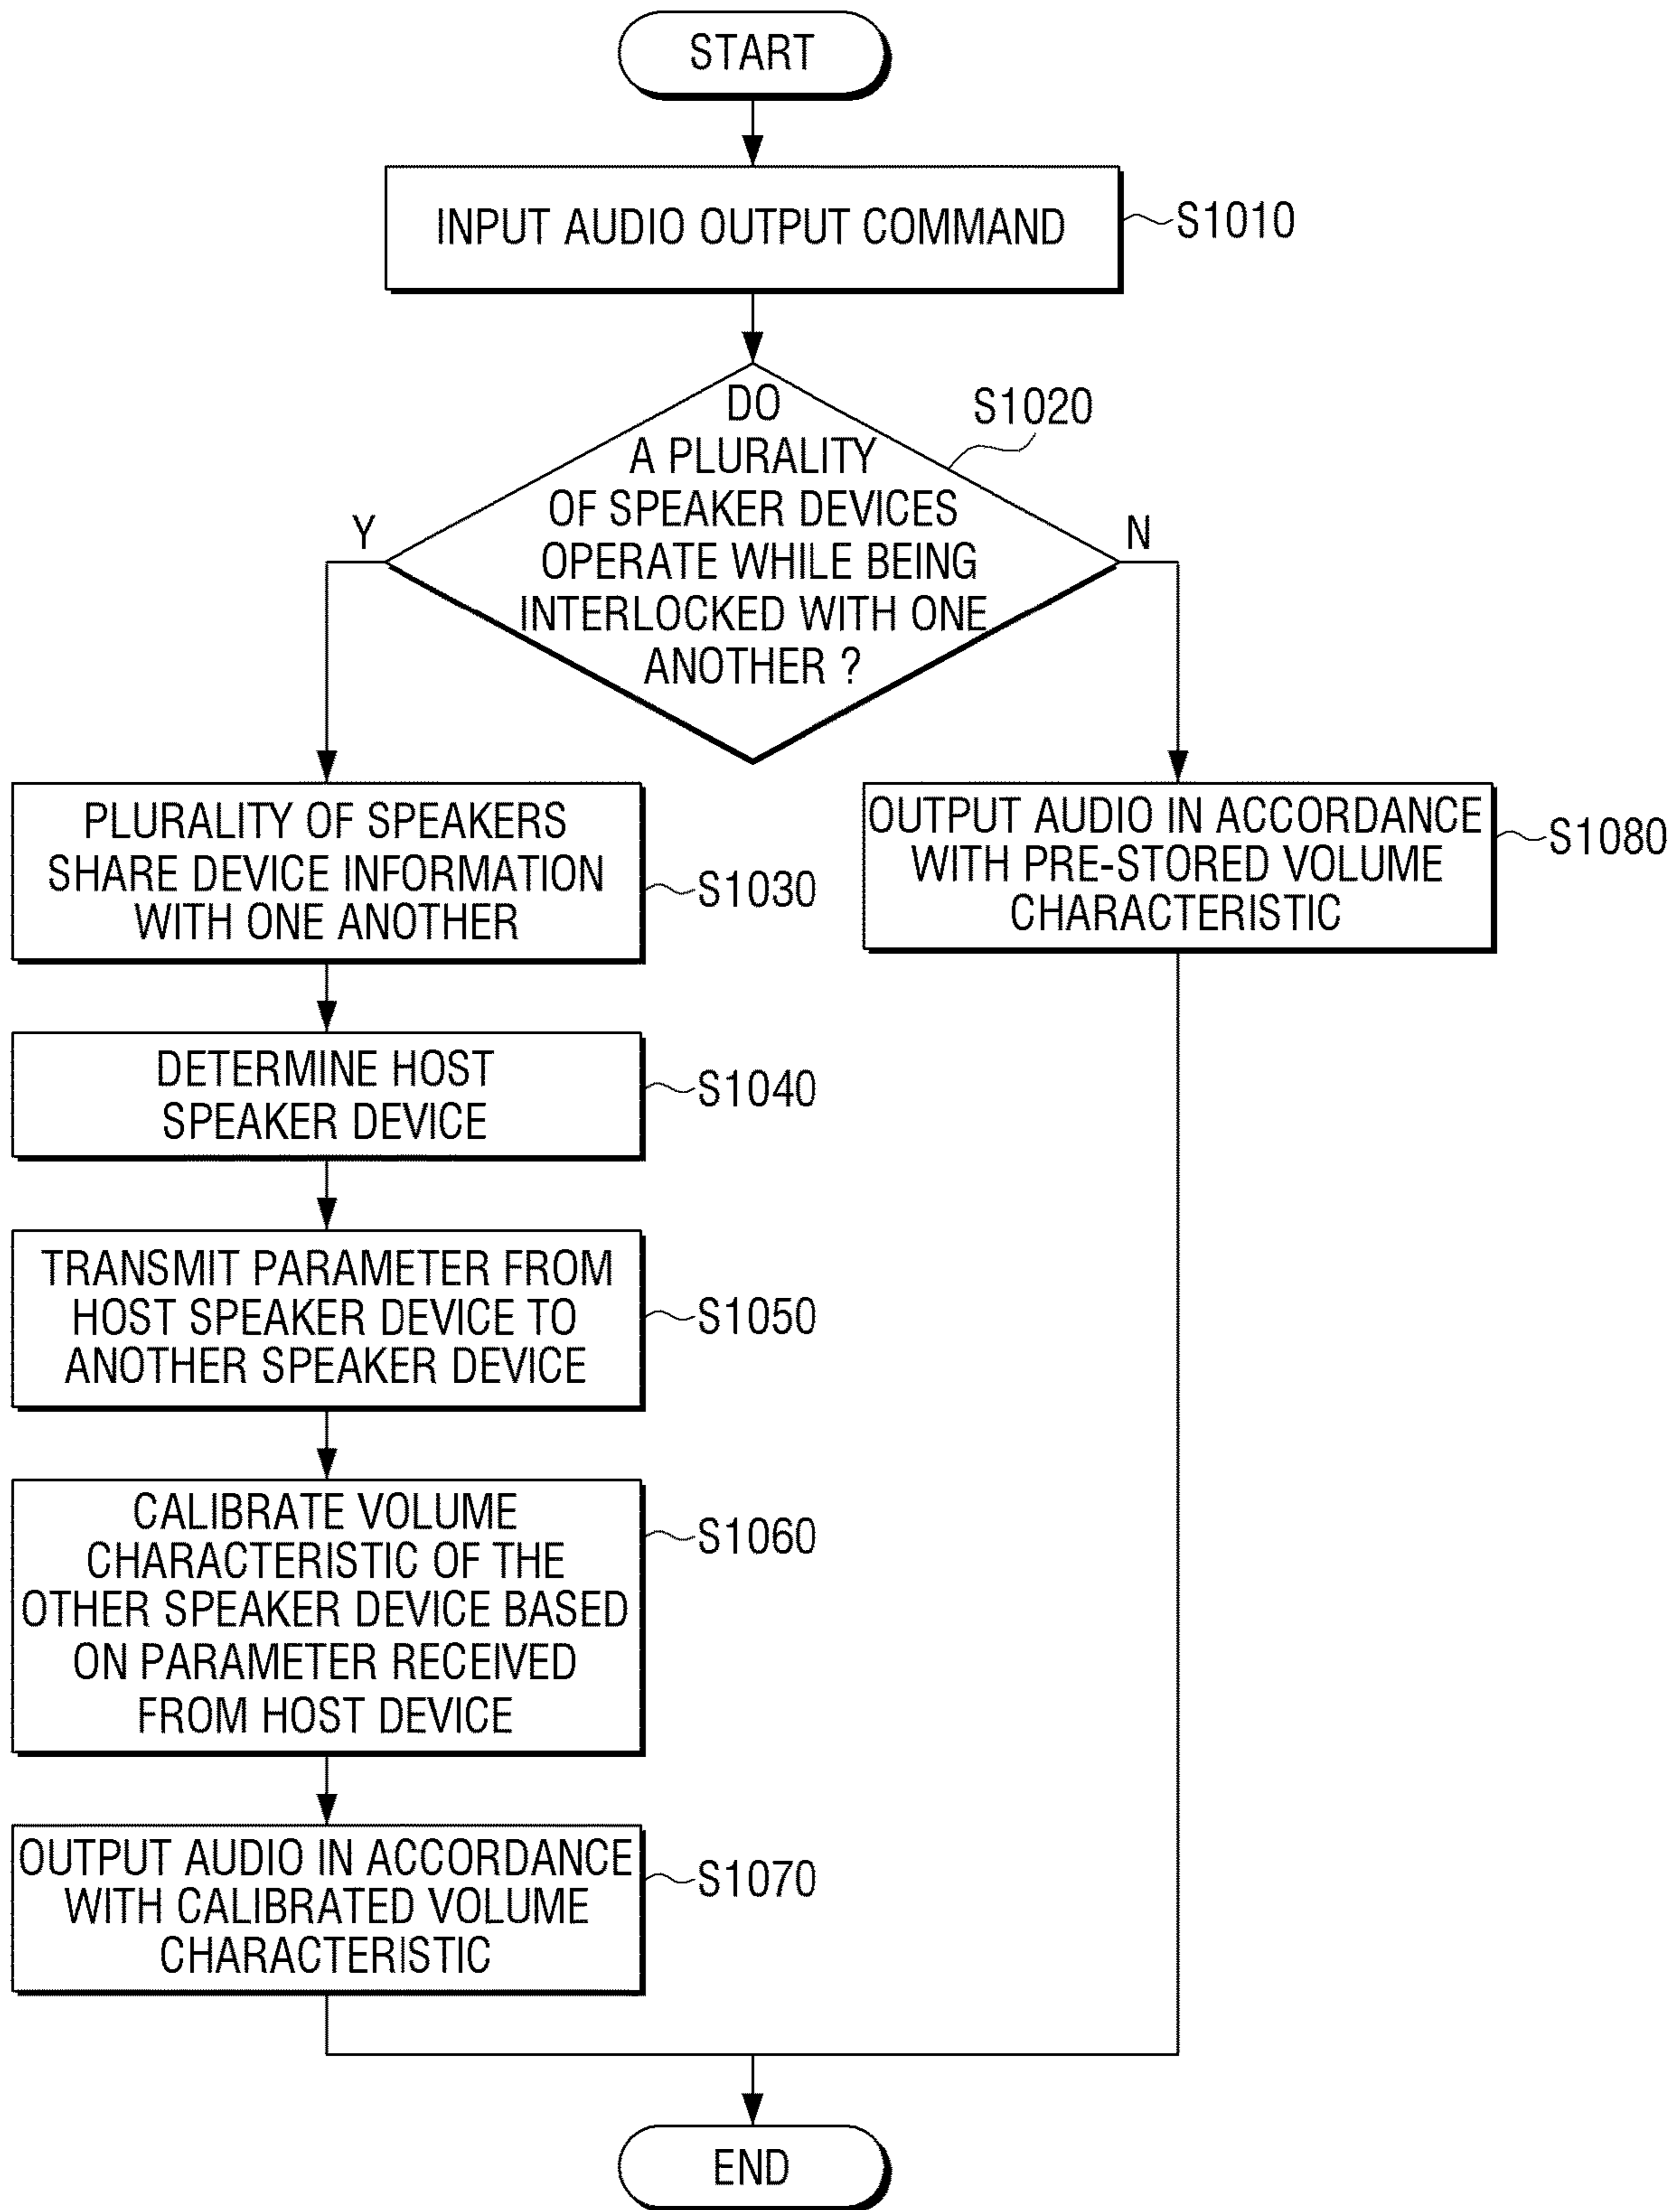 START
INPUT AUDIO OUTPUT COMMAND
S1010
DO
A PLURALITY
OF SPEAKER DEVICES
OPERATE WHILE BEING
INTERLOCKED WITH ONE
ANOTHER ?
S1020
Y
N
PLURALITY OF SPEAKERS
SHARE DEVICE INFORMATION
WITH ONE ANOTHER
S1030
OUTPUT AUDIO IN ACCORDANCE
WITH PRE-STORED VOLUME
CHARACTERISTIC
S1080
DETERMINE HOST
SPEAKER DEVICE
S1040
TRANSMIT PARAMETER FROM
HOST SPEAKER DEVICE TO
ANOTHER SPEAKER DEVICE
S1050
CALIBRATE VOLUME
CHARACTERISTIC OF THE
OTHER SPEAKER DEVICE BASED
ON PARAMETER RECEIVED
FROM HOST DEVICE
S1060
OUTPUT AUDIO IN ACCORDANCE
WITH CALIBRATED VOLUME
CHARACTERISTIC
S1070
END